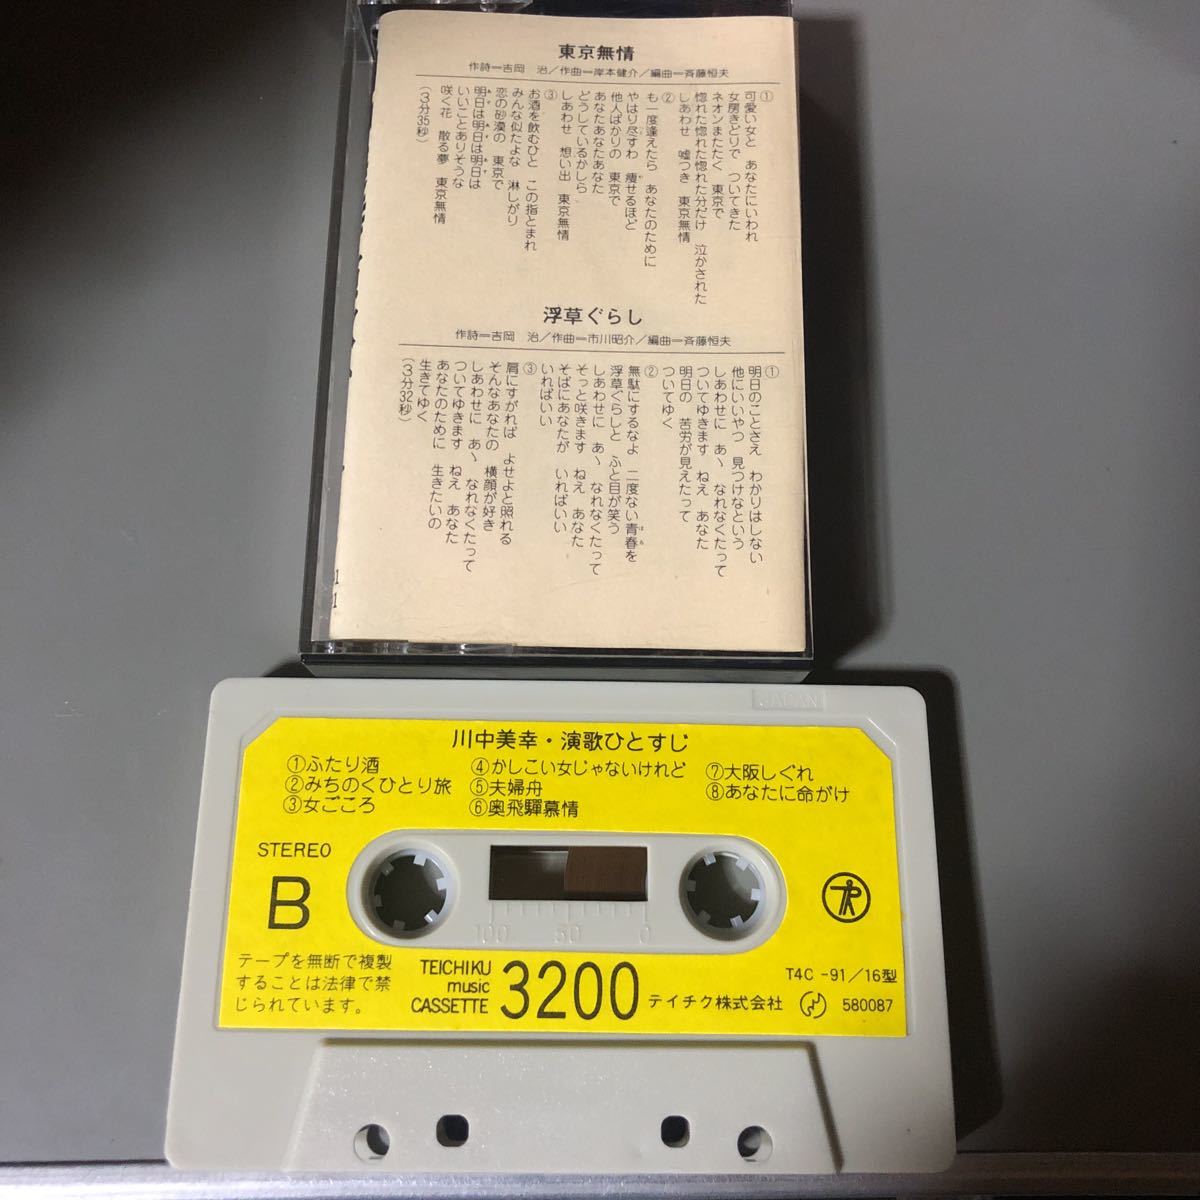 東京無情
作詩＝吉岡　治／作曲＝岸本健介／編曲＝斉藤恒夫
①
可愛い女と　あなたにいわれ
女房きどりで　ついてきた
ネオンまたたく　東京で
惚れた惚れた惚れた分だけ　泣かされた
しあわせ　嘘つき　東京無情
②
も一度逢えたら　あなたのために
やはり尽すわ　痩せるほど
他人ばかりの　東京で
あなたあなたあなた
どうしているかしら
しあわせ　想い出　東京無情
③
お酒を飲むひと　この指とまれ
みんな似たよな　淋しがり
恋の砂漠の　東京で
明日は明日は明日は
いいことありそうな
咲く花　散る夢　東京無情
（3分35秒）
浮草ぐらし
作詩＝吉岡　治／作曲＝市川昭介／編曲＝斉藤恒夫
①
明日のことさえ　わかりはしない
他にいいやつ　見つけなという
しあわせに　あゝ　なれなくたって
ついてゆきます　ねえ　あなた
明日の　苦労が見えたって
ついてゆく
②
無駄にするなよ　二度ない青春を
浮草ぐらしと　ふと目が笑う
しあわせに　あゝ　なれなくたって
そっと咲きます　ねえ　あなた
そばにあなたが　いればいい
いればいい
③
肩にすがれば　よせよと照れる
そんなあなたの　横顔が好き
しあわせに　あゝ　なれなくたって
ついてゆきます　ねえ　あなた
あなたのために　生きたいの
生きてゆく
（3分32秒）
JAPAN
川中美幸・演歌ひとすじ
①ふたり酒
②みちのくひとり旅
③女ごころ
④かしこい女じゃないけれど
⑤夫婦舟
⑥奥飛騨慕情
⑦大阪しぐれ
⑧あなたに命がけ
STEREO
B
100 50 0
テープを無断で複製
することは法律で禁
じられています。
TEICHIKU
music
CASSETTE
3200
テイチク株式会社
T4C-91／16型
580087